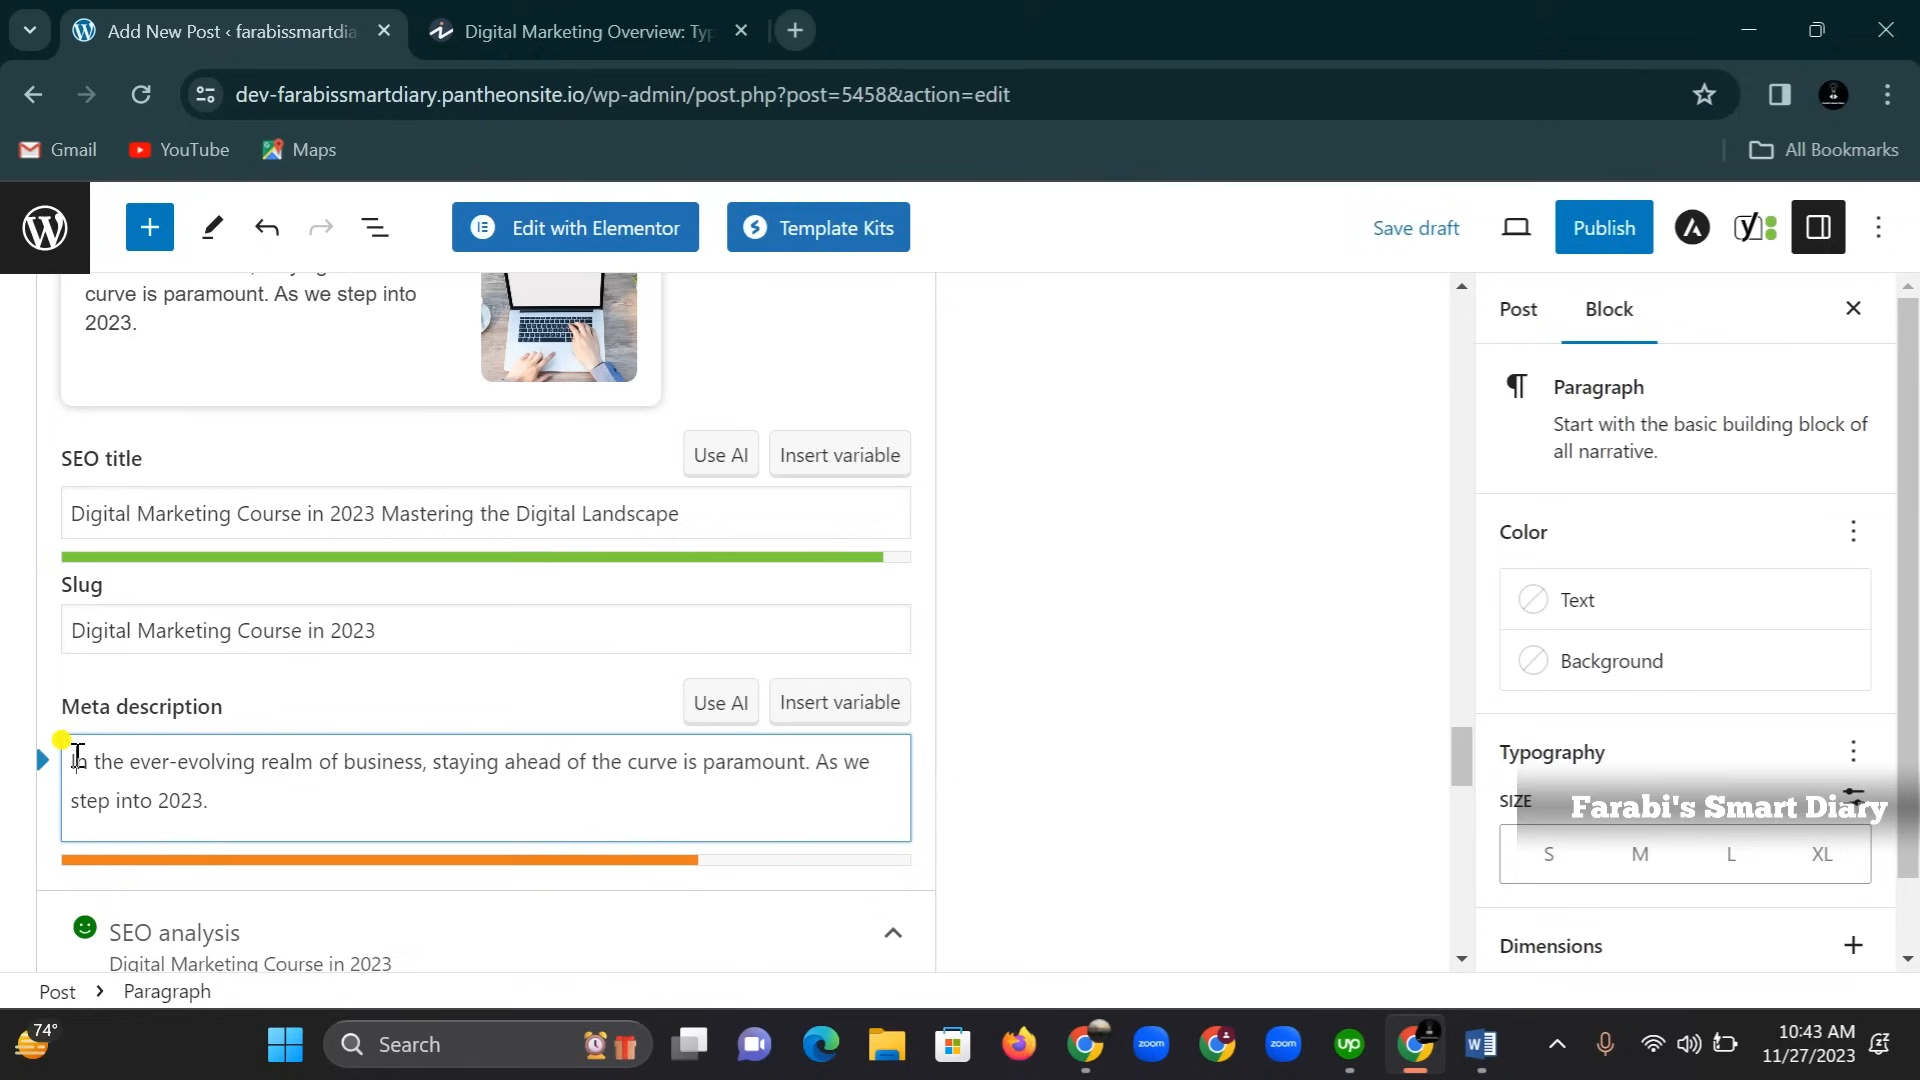 Add New Post ‹ farabissmartdia
Digital Marketing Overview: Typ
dev-farabissmartdiary.pantheonsite.io/wp-admin/post.php?post=5458&action=edit
Gmail
YouTube
Maps
All Bookmarks
Edit with Elementor
Template Kits
Save draft
Publish
curve is paramount. As we step into
2023.
SEO title
Use AI
Insert variable
Digital Marketing Course in 2023 Mastering the Digital Landscape
Slug
Digital Marketing Course in 2023
Meta description
Use AI
Insert variable
In the ever-evolving realm of business, staying ahead of the curve is paramount. As we
step into 2023.
SEO analysis
Digital Marketing Course in 2023
Post
Block
Paragraph
Start with the basic building block of
all narrative.
Color
Text
Background
Typography
SIZE
Farabi's Smart Diary
S M L XL
Dimensions
Post › Paragraph
74°
Search
zoom
zoom
up
10:43 AM
11/27/2023